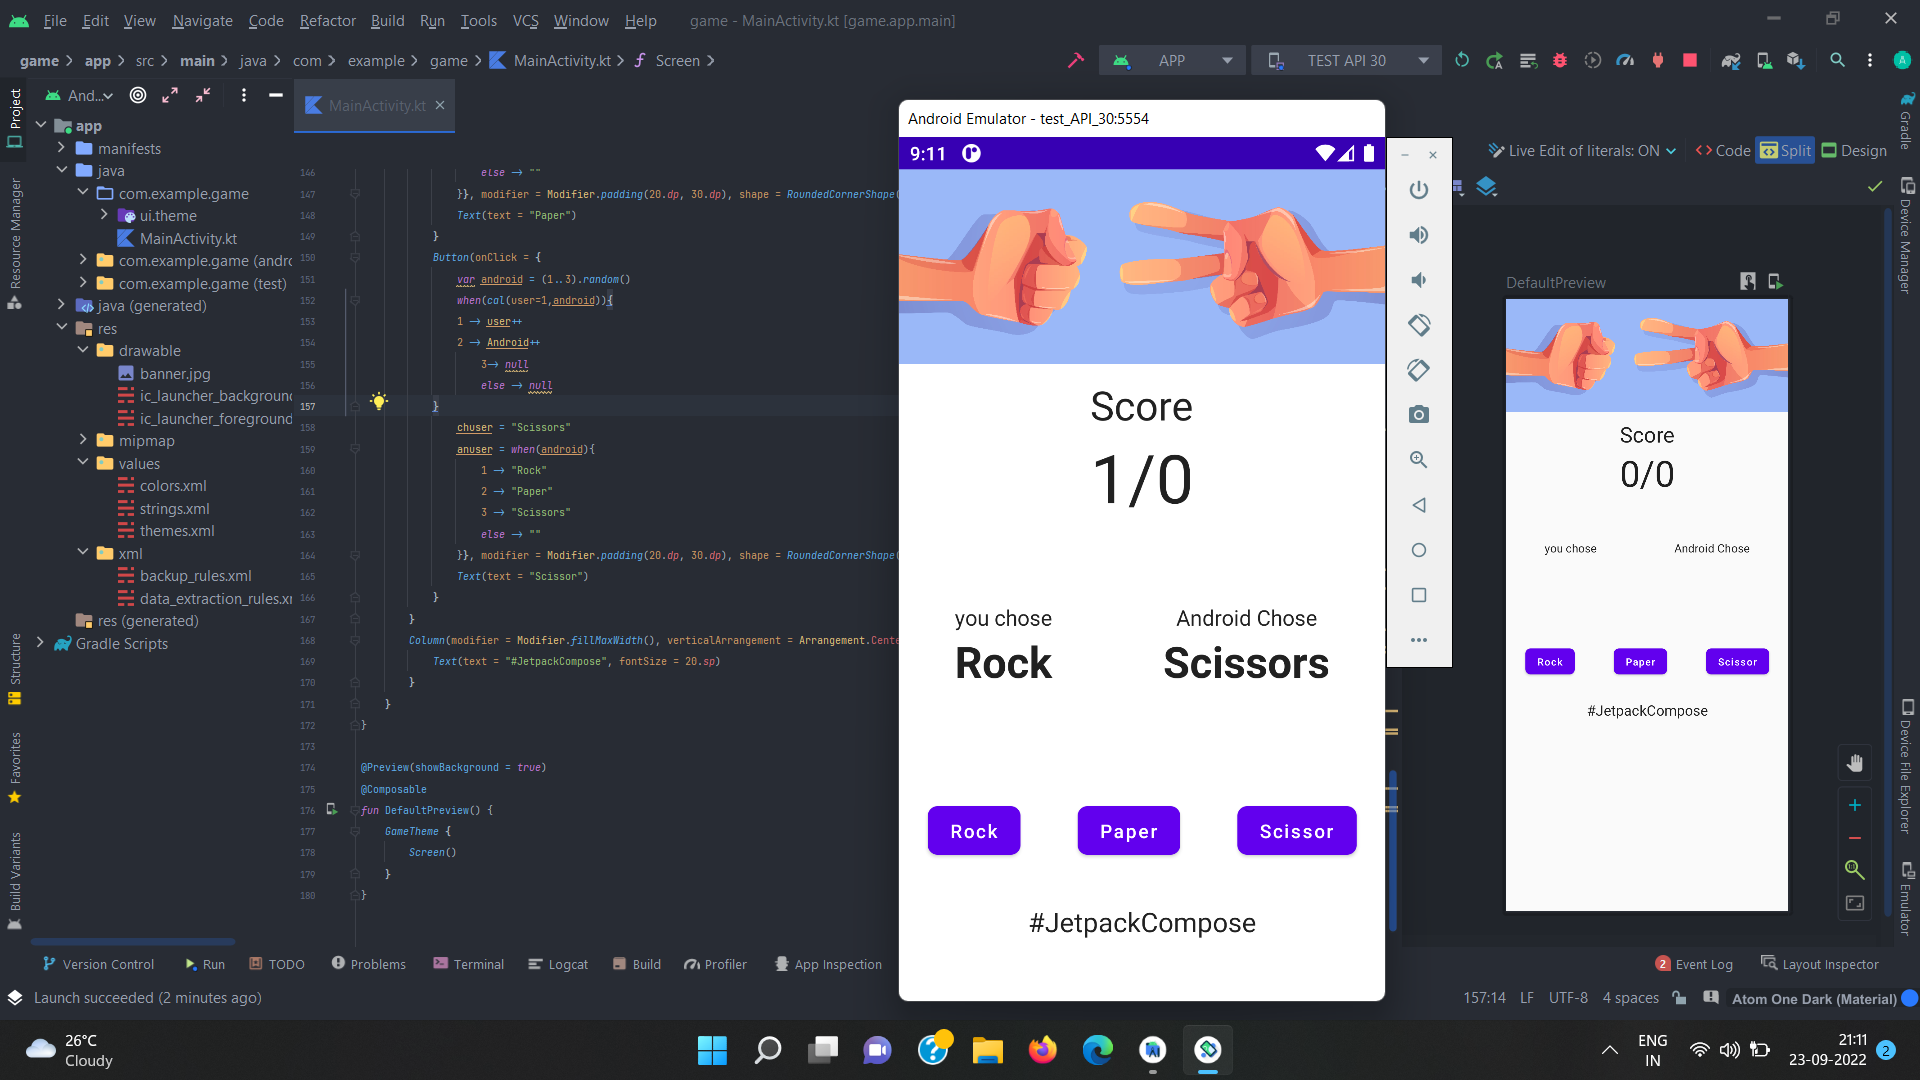 File Edit View Navigate Code Refactor Build Run Tools VCS Window Help game - MainActivity.kt [game.app.main]
game app src main java com example game MainActivity.kt Screen
APP TEST API 30
And...
MainActivity.kt
Project
Resource Manager
Structure
Favorites
Build Variants
app
manifests
java
com.example.game
ui.theme
MainActivity.kt
com.example.game (andro
com.example.game (test)
java (generated)
res
drawable
banner.jpg
ic_launcher_background
ic_launcher_foreground
mipmap
values
colors.xml
strings.xml
themes.xml
xml
backup_rules.xml
data_extraction_rules.xm
res (generated)
Gradle Scripts
146 else → ""
147 }}, modifier = Modifier.padding(20.dp, 30.dp), shape = RoundedCornerShape(
148 Text(text = "Paper")
149 }
150 Button(onClick = {
151 var android = (1..3).random()
152 when(cal(user=1,android)){
153 1 → user++
154 2 → Android++
155 3→ null
156 else → null
157 }
158 chuser = "Scissors"
159 anuser = when(android){
160 1 → "Rock"
161 2 → "Paper"
162 3 → "Scissors"
163 else → ""
164 }}, modifier = Modifier.padding(20.dp, 30.dp), shape = RoundedCornerShape(
165 Text(text = "Scissor")
166 }
167 }
168 Column(modifier = Modifier.fillMaxWidth(), verticalArrangement = Arrangement.Cente
169 Text(text = "#JetpackCompose", fontSize = 20.sp)
170 }
171 }
172 }
173
174 @Preview(showBackground = true)
175 @Composable
176 fun DefaultPreview() {
177 GameTheme {
178 Screen()
179 }
180 }
Android Emulator - test_API_30:5554
9:11
Score
1/0
you chose Android Chose
Rock Scissors
Rock Paper Scissor
#JetpackCompose
Live Edit of literals: ON Code Split Design
DefaultPreview
Score
0/0
you chose Android Chose
Rock Paper Scissor
#JetpackCompose
1:1
Gradle
Device Manager
Device File Explorer
Emulator
Version Control Run TODO Problems Terminal Logcat Build Profiler App Inspection 2 Event Log Layout Inspector
Launch succeeded (2 minutes ago) 157:14 LF UTF-8 4 spaces Atom One Dark (Material)
26°C
Cloudy
ENG
IN
21:11
23-09-2022
2